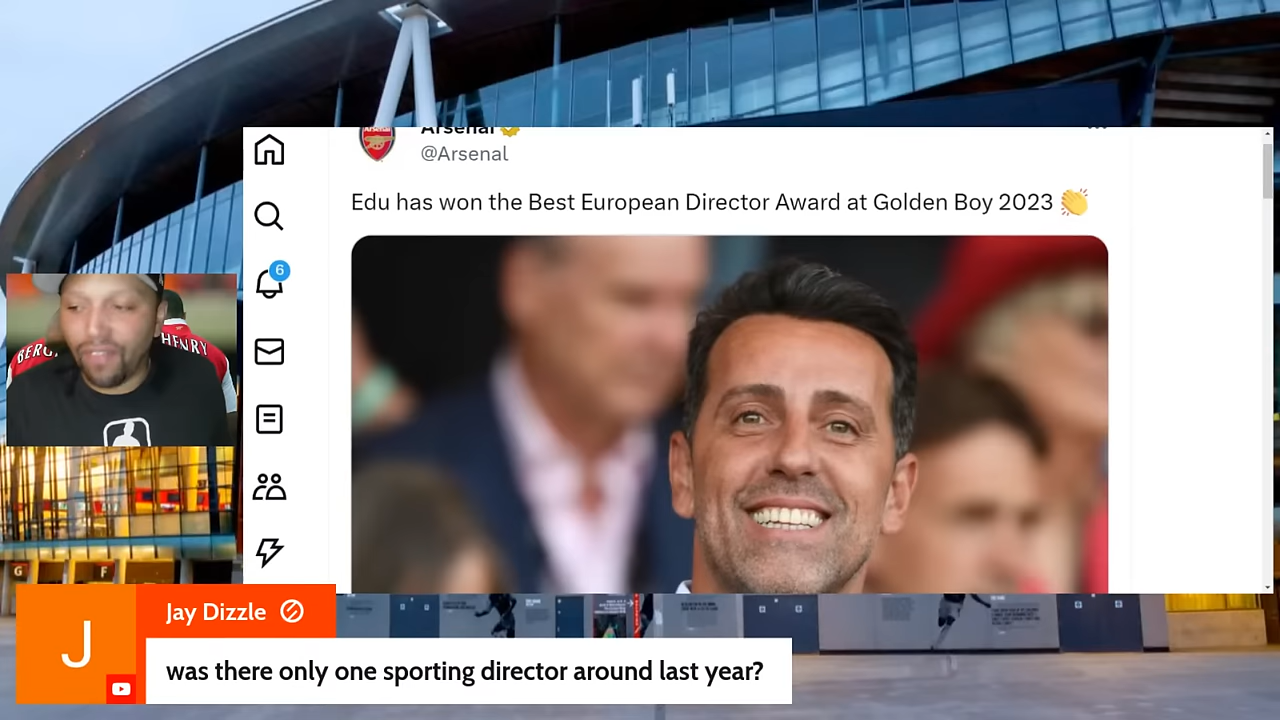 Arsenal
@Arsenal
Edu has won the Best European Director Award at Golden Boy 2023 👏
6
BERG
HENRY
G
F
Jay Dizzle
J
was there only one sporting director around last year?